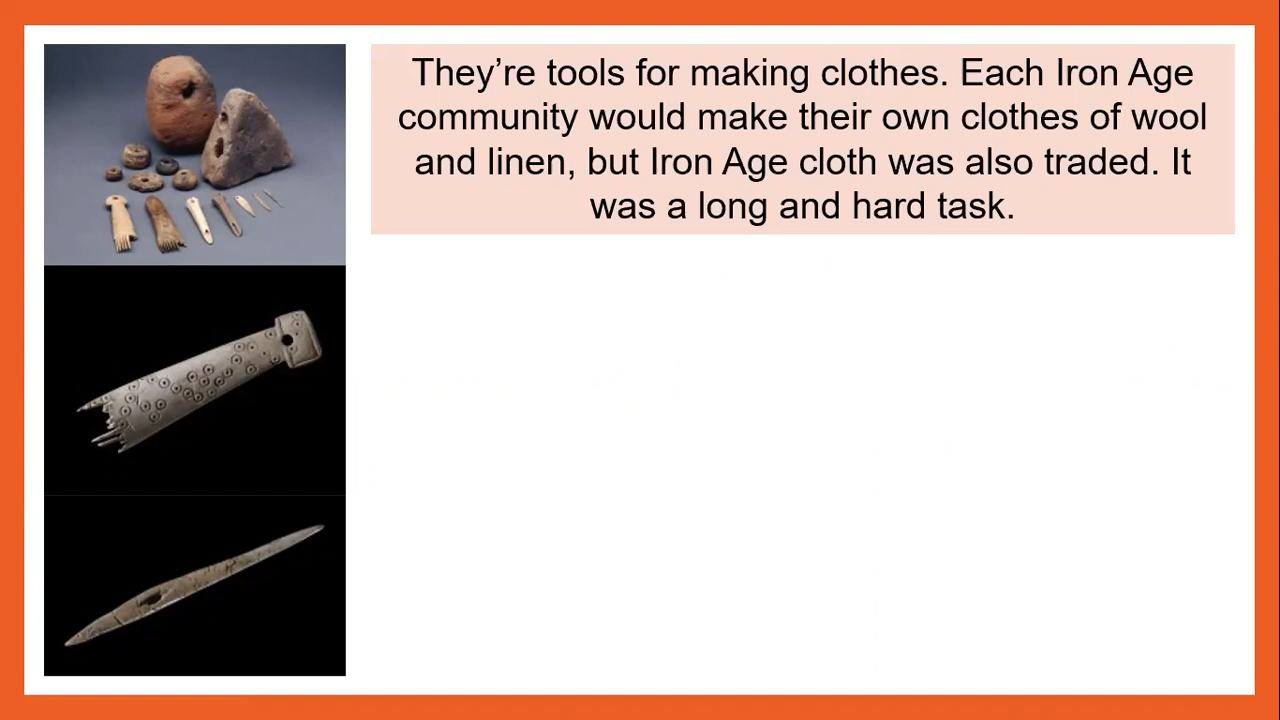 They’re tools for making clothes. Each Iron Age
community would make their own clothes of wool
and linen, but Iron Age cloth was also traded. It
was a long and hard task.